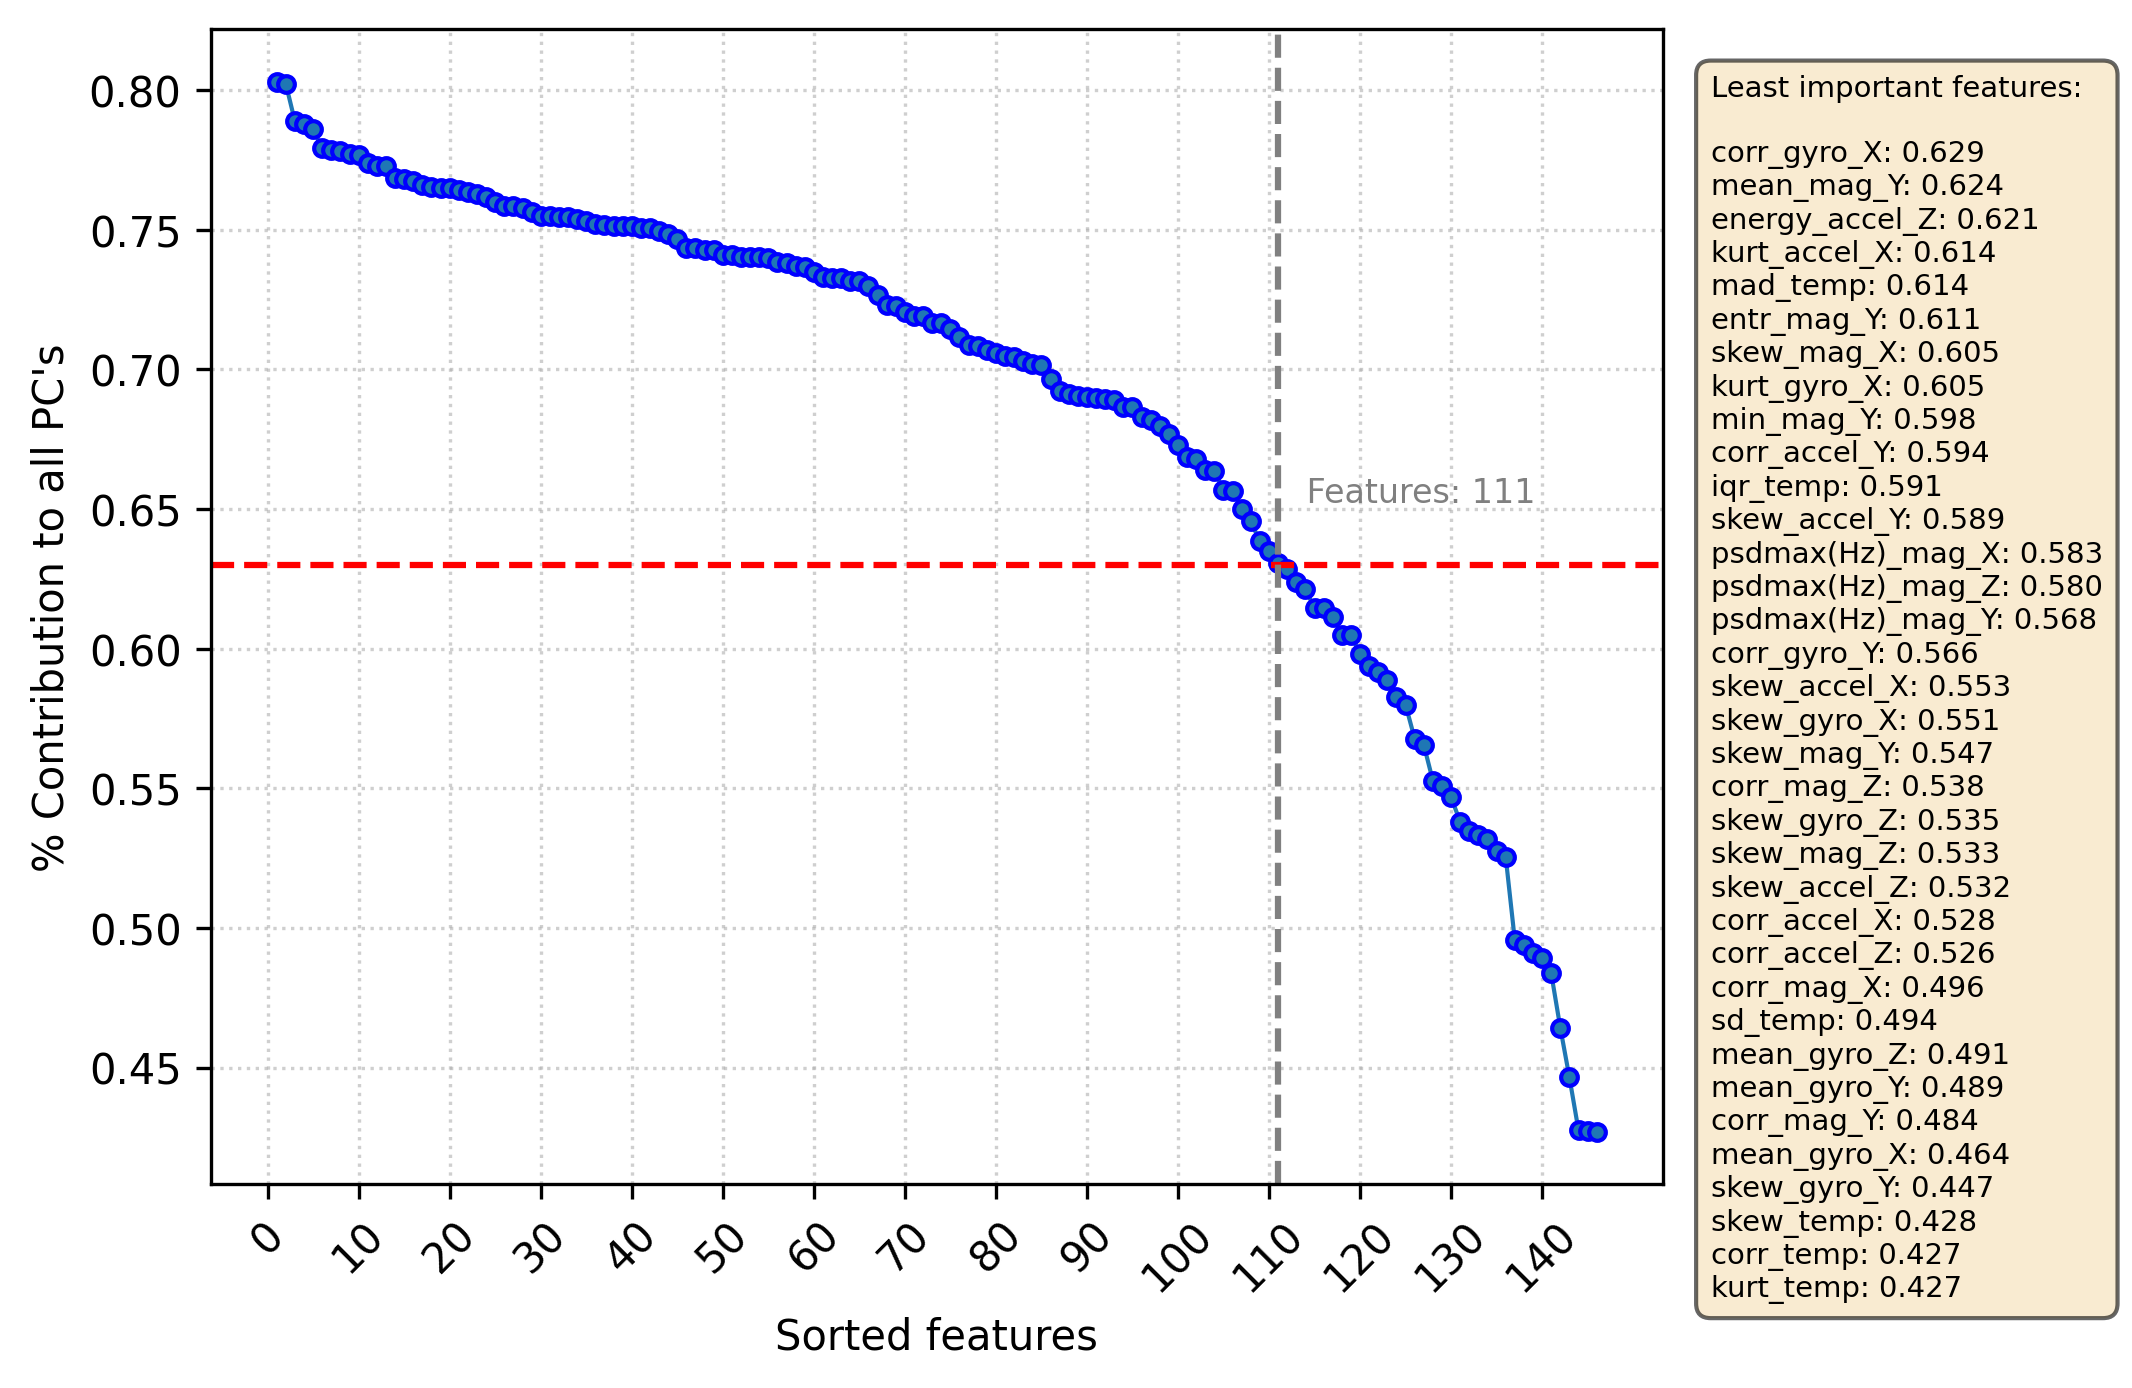 0.80
0.75
0.70
0.65
0.60
0.55
0.50
0.45
% Contribution to all PC's
Features: 111
0 10 20 30 40 50 60 70 80 90 100 110 120 130 140
Sorted features
Least important features:
corr_gyro_X: 0.629
mean_mag_Y: 0.624
energy_accel_Z: 0.621
kurt_accel_X: 0.614
mad_temp: 0.614
entr_mag_Y: 0.611
skew_mag_X: 0.605
kurt_gyro_X: 0.605
min_mag_Y: 0.598
corr_accel_Y: 0.594
iqr_temp: 0.591
skew_accel_Y: 0.589
psdmax(Hz)_mag_X: 0.583
psdmax(Hz)_mag_Z: 0.580
psdmax(Hz)_mag_Y: 0.568
corr_gyro_Y: 0.566
skew_accel_X: 0.553
skew_gyro_X: 0.551
skew_mag_Y: 0.547
corr_mag_Z: 0.538
skew_gyro_Z: 0.535
skew_mag_Z: 0.533
skew_accel_Z: 0.532
corr_accel_X: 0.528
corr_accel_Z: 0.526
corr_mag_X: 0.496
sd_temp: 0.494
mean_gyro_Z: 0.491
mean_gyro_Y: 0.489
corr_mag_Y: 0.484
mean_gyro_X: 0.464
skew_gyro_Y: 0.447
skew_temp: 0.428
corr_temp: 0.427
kurt_temp: 0.427